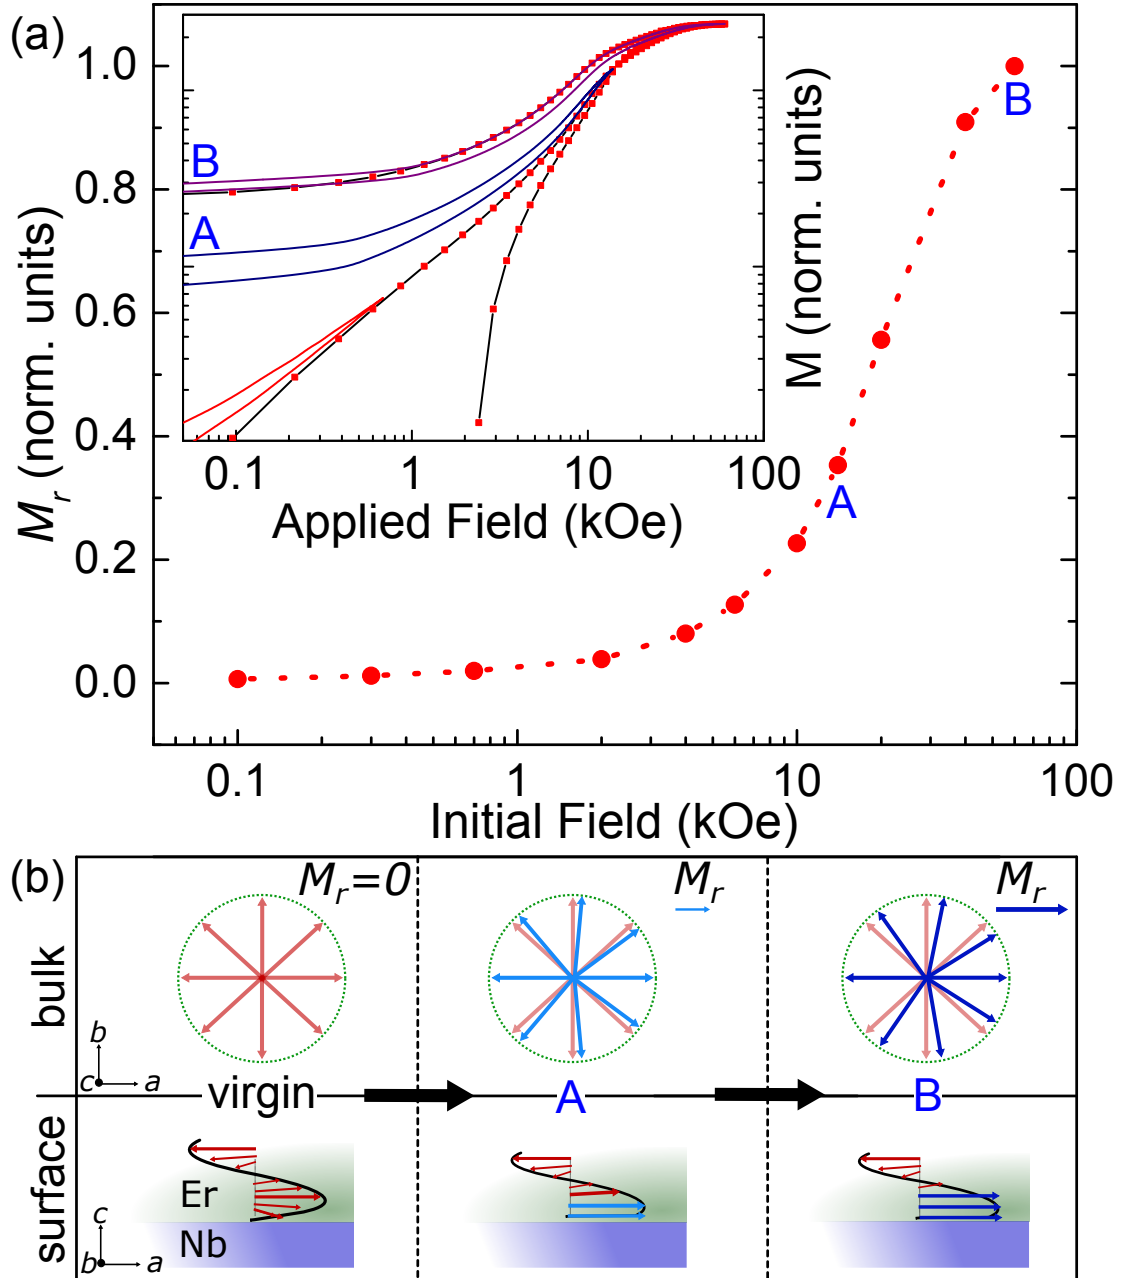 (a)
M_r (norm. units)
1.0
0.8
0.6
0.4
0.2
0.0
B
A
M (norm. units)
0.1
1
10
100
Applied Field (kOe)
B
A
0.1
1
10
100
Initial Field (kOe)
(b)
bulk
M_r=0
M_r
M_r
b
c
a
virgin
A
B
surface
Er
Nb
c
b
a